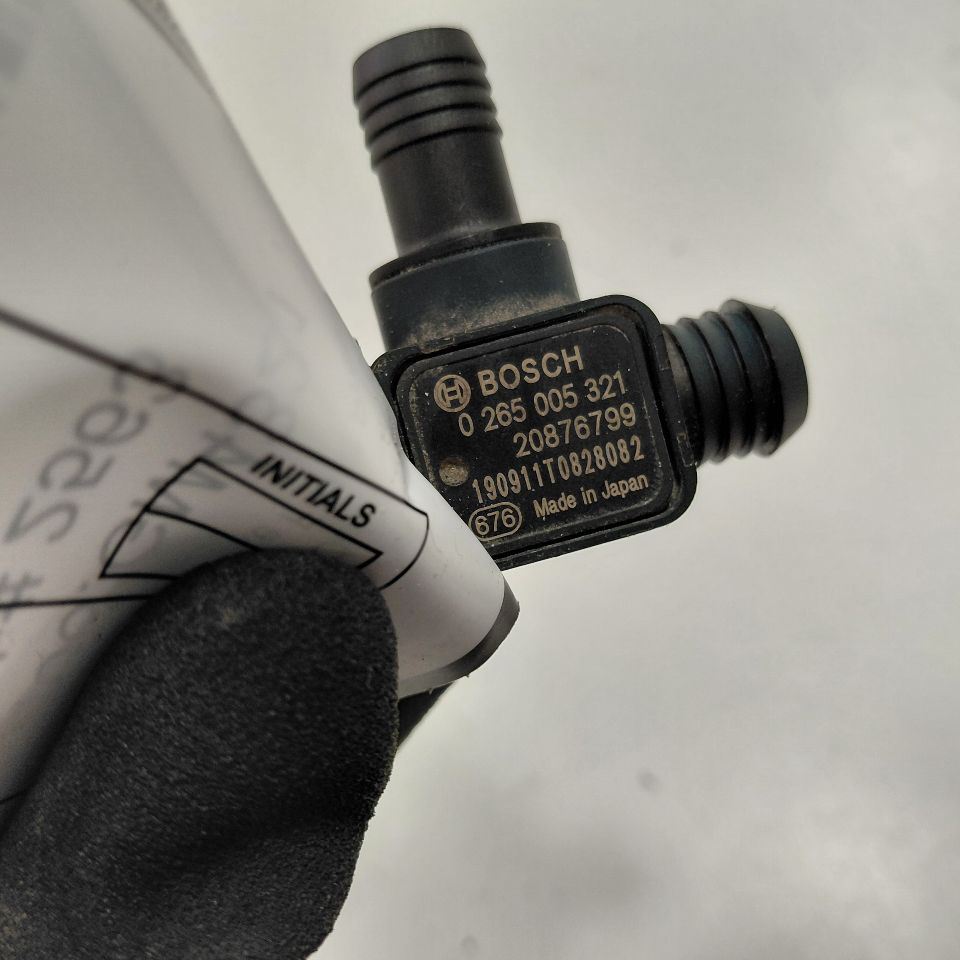 BOSCH
0 265 005 321
20876799
190911T0828082
676 Made in Japan
INITIALS